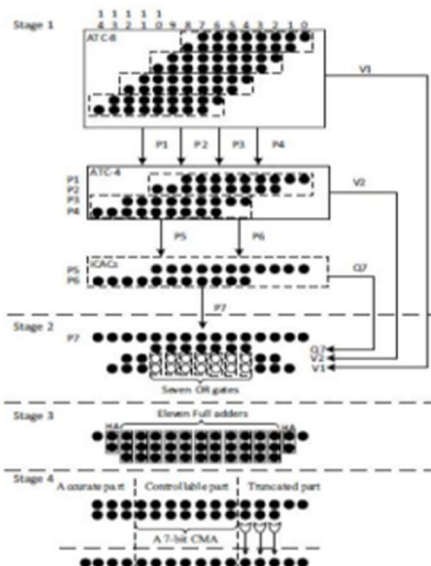 Stage 1
1 1 1 1 1
4 3 2 1 0 9 8 7 6 5 4 3 2 1 0
ATC-8
V1
P1 P2 P3 P4
ATC-4
P1
P2
P3
P4
V2
P5 P6
iCACs
P5
P6
Q7
P7
Stage 2
P7
Q7
V2
V1
Seven OR gates
Stage 3
Eleven Full adders
HA HA
Stage 4
Accurate part Controllable part Truncated part
A 7-bit CMA